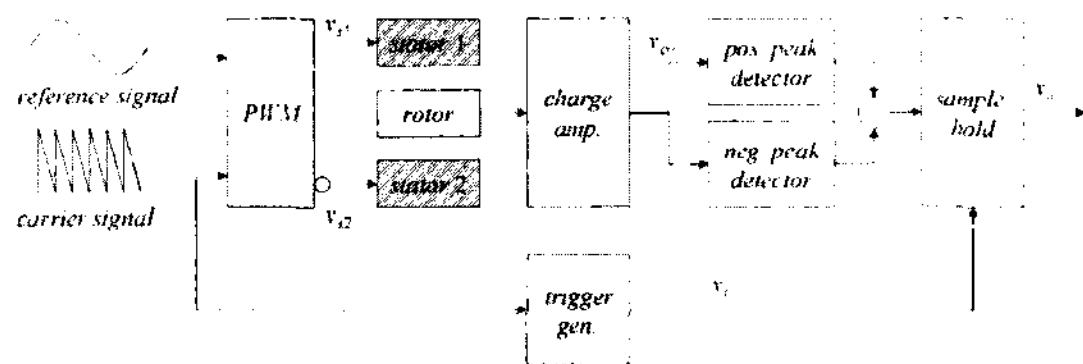 reference signal
carrier signal
PWM
v_s1
v_s2
stator 1
rotor
stator 2
charge
amp.
trigger
gen.
pos peak
detector
neg peak
detector
sample
hold